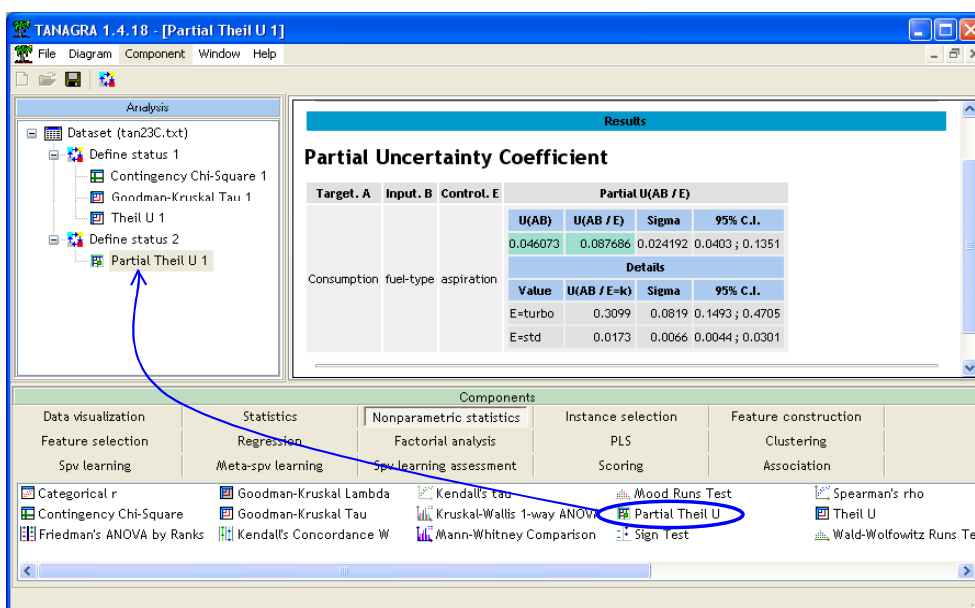 TANAGRA 1.4.18 - [Partial Theil U 1]
File Diagram Component Window Help
Analysis
Dataset (tan23C.txt)
Define status 1
Contingency Chi-Square 1
Goodman-Kruskal Tau 1
Theil U 1
Define status 2
Partial Theil U 1
Results
Partial Uncertainty Coefficient
Target. A Input. B Control. E Partial U(AB / E)
U(AB) U(AB / E) Sigma 95% C.I.
0.046073 0.087686 0.024192 0.0403 ; 0.1351
Consumption fuel-type aspiration
Details
Value U(AB / E=k) Sigma 95% C.I.
E=turbo 0.3099 0.0819 0.1493 ; 0.4705
E=std 0.0173 0.0066 0.0044 ; 0.0301
Components
Data visualization Statistics Nonparametric statistics Instance selection Feature construction
Feature selection Regression Factorial analysis PLS Clustering
Spv learning Meta-spv learning Spv learning assessment Scoring Association
Categorical r Goodman-Kruskal Lambda Kendall's tau Mood Runs Test Spearman's rho
Contingency Chi-Square Goodman-Kruskal Tau Kruskal-Wallis 1-way ANOVA Partial Theil U Theil U
Friedman's ANOVA by Ranks Kendall's Concordance W Mann-Whitney Comparison Sign Test Wald-Wolfowitz Runs Te